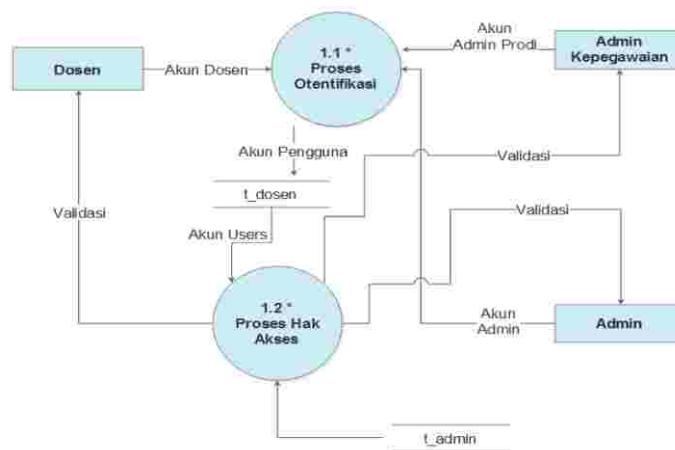 Dosen
Akun Dosen
1.1 *
Proses
Otentifikasi
Akun
Admin Prodi
Admin
Kepegawaian
Akun Pengguna
Validasi
t_dosen
Validasi
Validasi
Akun Users
1.2 *
Proses Hak
Akses
Akun
Admin
Admin
t_admin